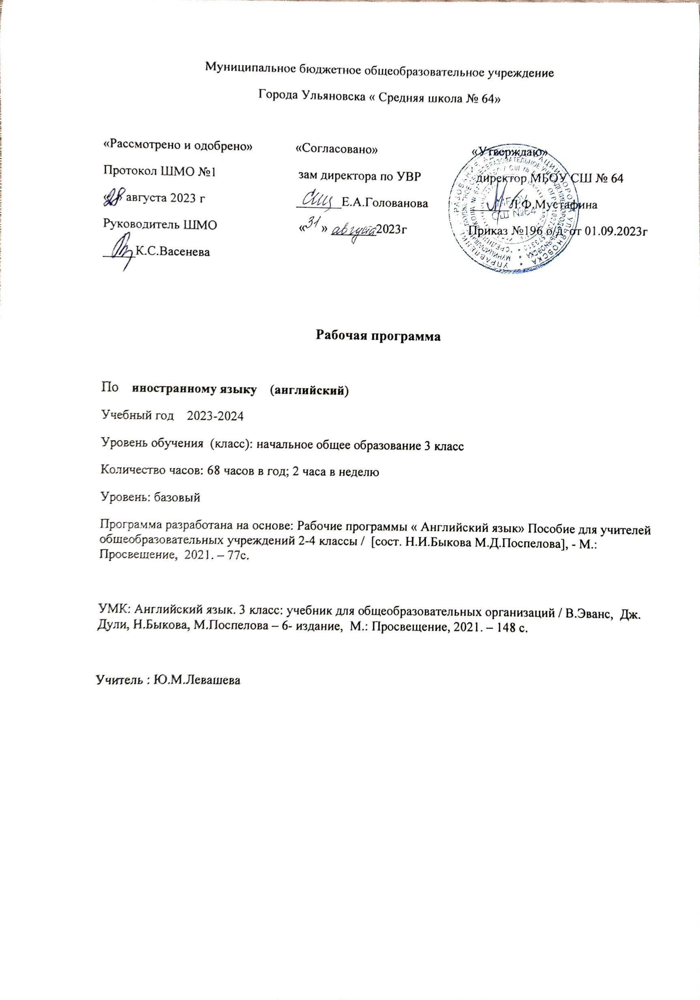 Муниципальное бюджетное общеобразовательное учреждение
Города Ульяновска « Средняя школа № 64»
«Рассмотрено и одобрено»
Протокол ШМО №1
«28 августа 2023 г
Руководитель ШМО
К.С.Васенева
«Согласовано»
зам директора по УВР
Е.А.Голованова
«31» августа 2023г
«Утверждаю»
директор МБОУ СШ № 64
Л.Ф.Мустафина
Приказ №196 о/д от 01.09.2023г
МБОУ
СШ №64
Рабочая программа
По иностранному языку (английский)
Учебный год 2023-2024
Уровень обучения (класс): начальное общее образование 3 класс
Количество часов: 68 часов в год; 2 часа в неделю
Уровень: базовый
Программа разработана на основе: Рабочие программы « Английский язык» Пособие для учителей
общеобразовательных учреждений 2-4 классы / [сост. Н.И.Быкова М.Д.Поспелова], - М.:
Просвещение, 2021. – 77с.
УМК: Английский язык. 3 класс: учебник для общеобразовательных организаций / В.Эванс, Дж.
Дули, Н.Быкова, М.Поспелова – 6- издание, М.: Просвещение, 2021. – 148 с.
Учитель : Ю.М.Левашева